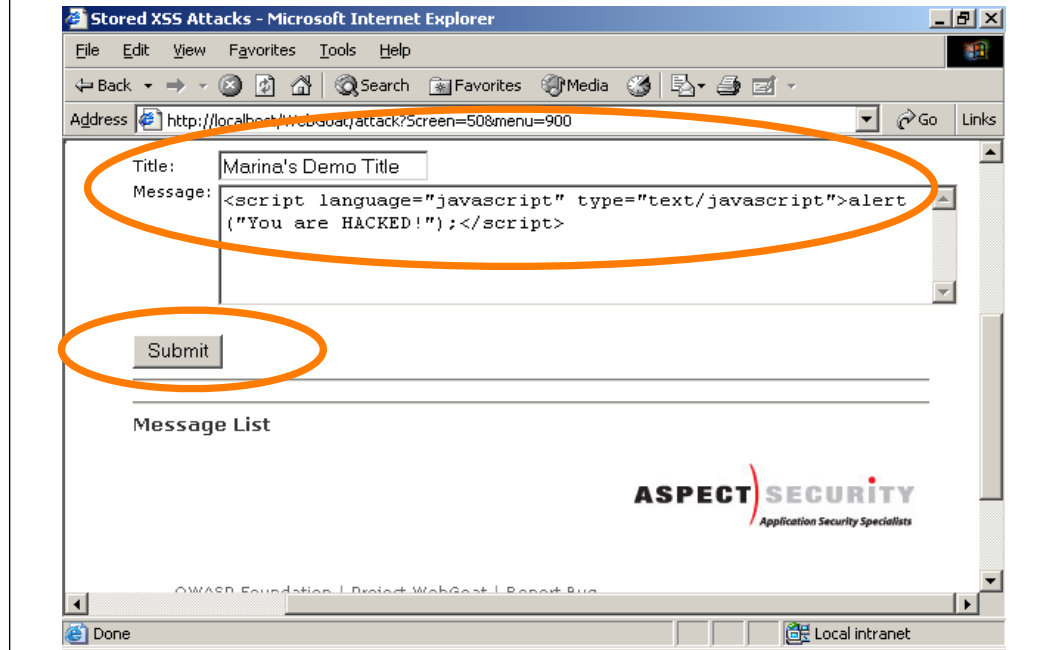 Stored XSS Attacks - Microsoft Internet Explorer
File Edit View Favorites Tools Help
Back Search Favorites Media
Address http://localhost/WebGoat/attack?Screen=50&menu=900 Go Links
Title: Marina's Demo Title
Message: <script language="javascript" type="text/javascript">alert
("You are HACKED!");</script>
Submit
Message List
ASPECT SECURITY
Application Security Specialists
OWASP Foundation | Project WebGoat | Report Bug
Done Local intranet